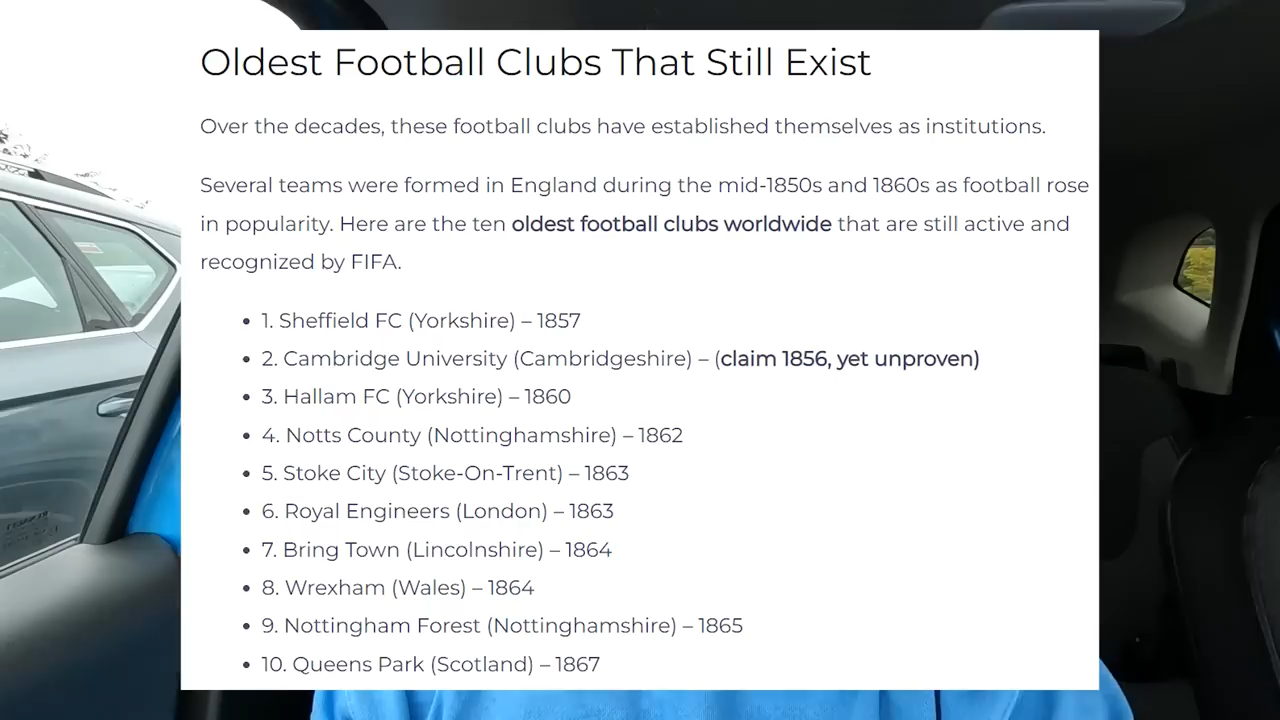 Oldest Football Clubs That Still Exist
Over the decades, these football clubs have established themselves as institutions.
Several teams were formed in England during the mid-1850s and 1860s as football rose
in popularity. Here are the ten oldest football clubs worldwide that are still active and
recognized by FIFA.
• 1. Sheffield FC (Yorkshire) – 1857
• 2. Cambridge University (Cambridgeshire) – (claim 1856, yet unproven)
• 3. Hallam FC (Yorkshire) – 1860
• 4. Notts County (Nottinghamshire) – 1862
• 5. Stoke City (Stoke-On-Trent) – 1863
• 6. Royal Engineers (London) – 1863
• 7. Bring Town (Lincolnshire) – 1864
• 8. Wrexham (Wales) – 1864
• 9. Nottingham Forest (Nottinghamshire) – 1865
• 10. Queens Park (Scotland) – 1867